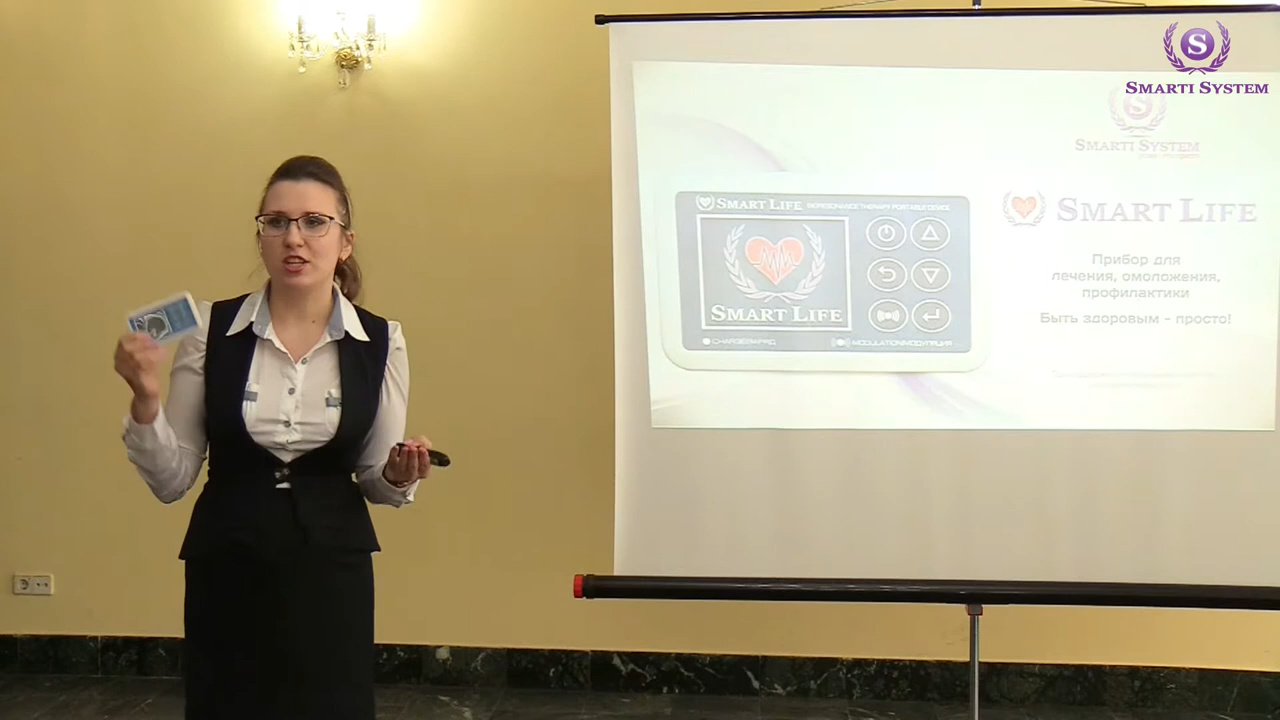 SMARTI SYSTEM
SMARTI SYSTEM
SMART LIFE BIORESONANCE THERAPY PORTABLE DEVICE
SMART LIFE
CHARGE/ЗАРЯД
MODULATION/МОДУЛЯЦИЯ
SMART LIFE
Прибор для
лечения, омоложения,
профилактики
Быть здоровым - просто!